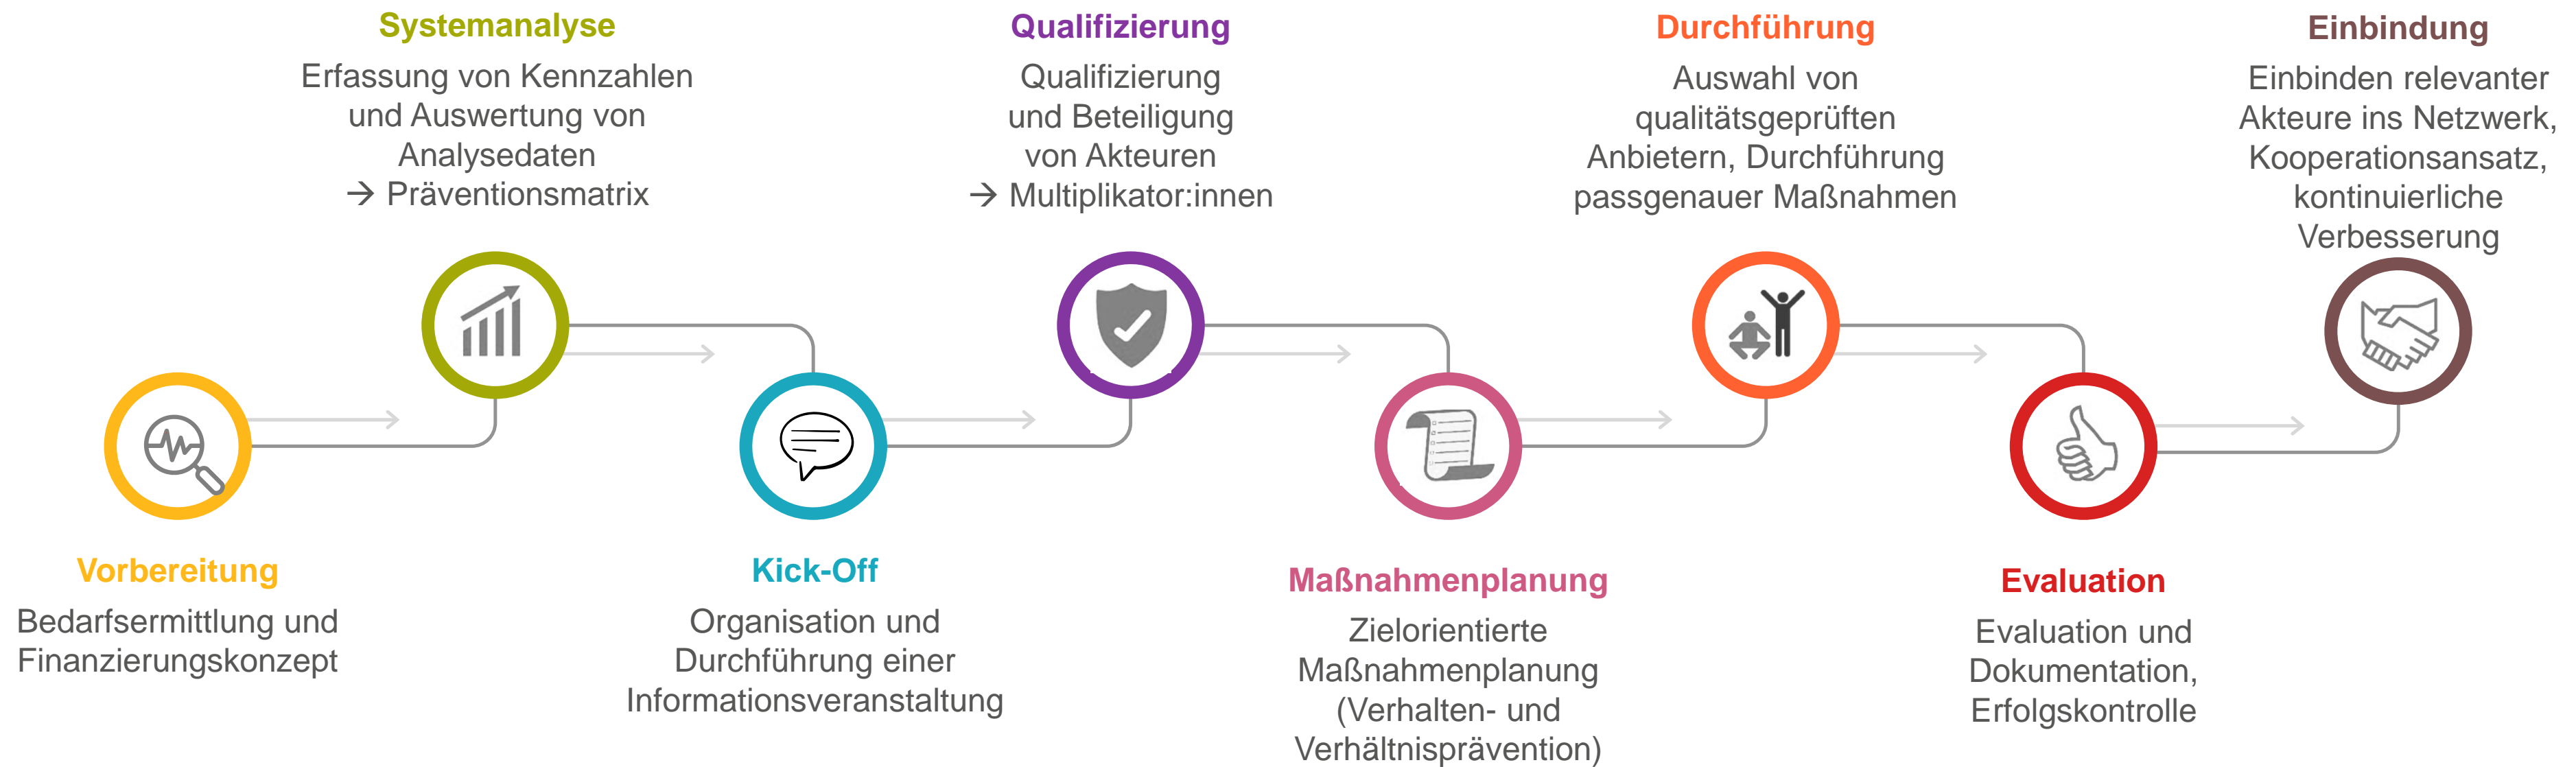 Systemanalyse
Erfassung von Kennzahlen
und Auswertung von
Analysedaten
→ Präventionsmatrix
Qualifizierung
Qualifizierung
und Beteiligung
von Akteuren
→ Multiplikator:innen
Durchführung
Auswahl von
qualitätsgeprüften
Anbietern, Durchführung
passgenauer Maßnahmen
Einbindung
Einbinden relevanter
Akteure ins Netzwerk,
Kooperationsansatz,
kontinuierliche
Verbesserung
Vorbereitung
Bedarfsermittlung und
Finanzierungskonzept
Kick-Off
Organisation und
Durchführung einer
Informationsveranstaltung
Maßnahmenplanung
Zielorientierte
Maßnahmenplanung
(Verhalten- und
Verhältnisprävention)
Evaluation
Evaluation und
Dokumentation,
Erfolgskontrolle